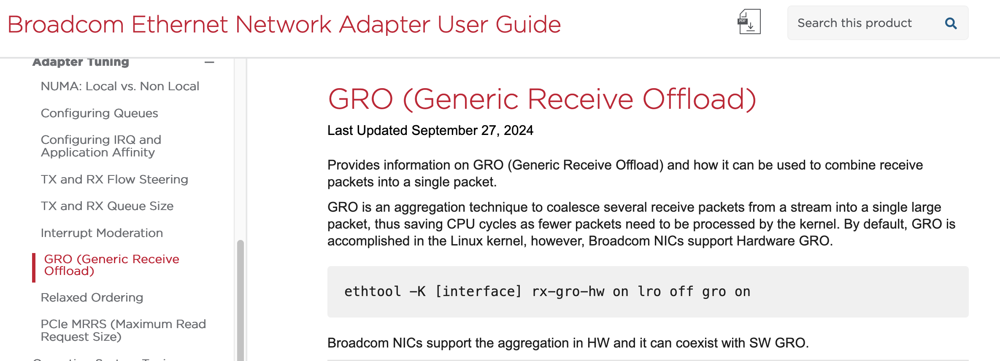 Broadcom Ethernet Network Adapter User Guide
PDF
Search this product
Adapter Tuning
NUMA: Local vs. Non Local
Configuring Queues
Configuring IRQ and
Application Affinity
TX and RX Flow Steering
TX and RX Queue Size
Interrupt Moderation
GRO (Generic Receive
Offload)
Relaxed Ordering
PCIe MRRS (Maximum Read
Request Size)
GRO (Generic Receive Offload)
Last Updated September 27, 2024
Provides information on GRO (Generic Receive Offload) and how it can be used to combine receive
packets into a single packet.
GRO is an aggregation technique to coalesce several receive packets from a stream into a single large
packet, thus saving CPU cycles as fewer packets need to be processed by the kernel. By default, GRO is
accomplished in the Linux kernel, however, Broadcom NICs support Hardware GRO.
ethtool -K [interface] rx-gro-hw on lro off gro on
Broadcom NICs support the aggregation in HW and it can coexist with SW GRO.